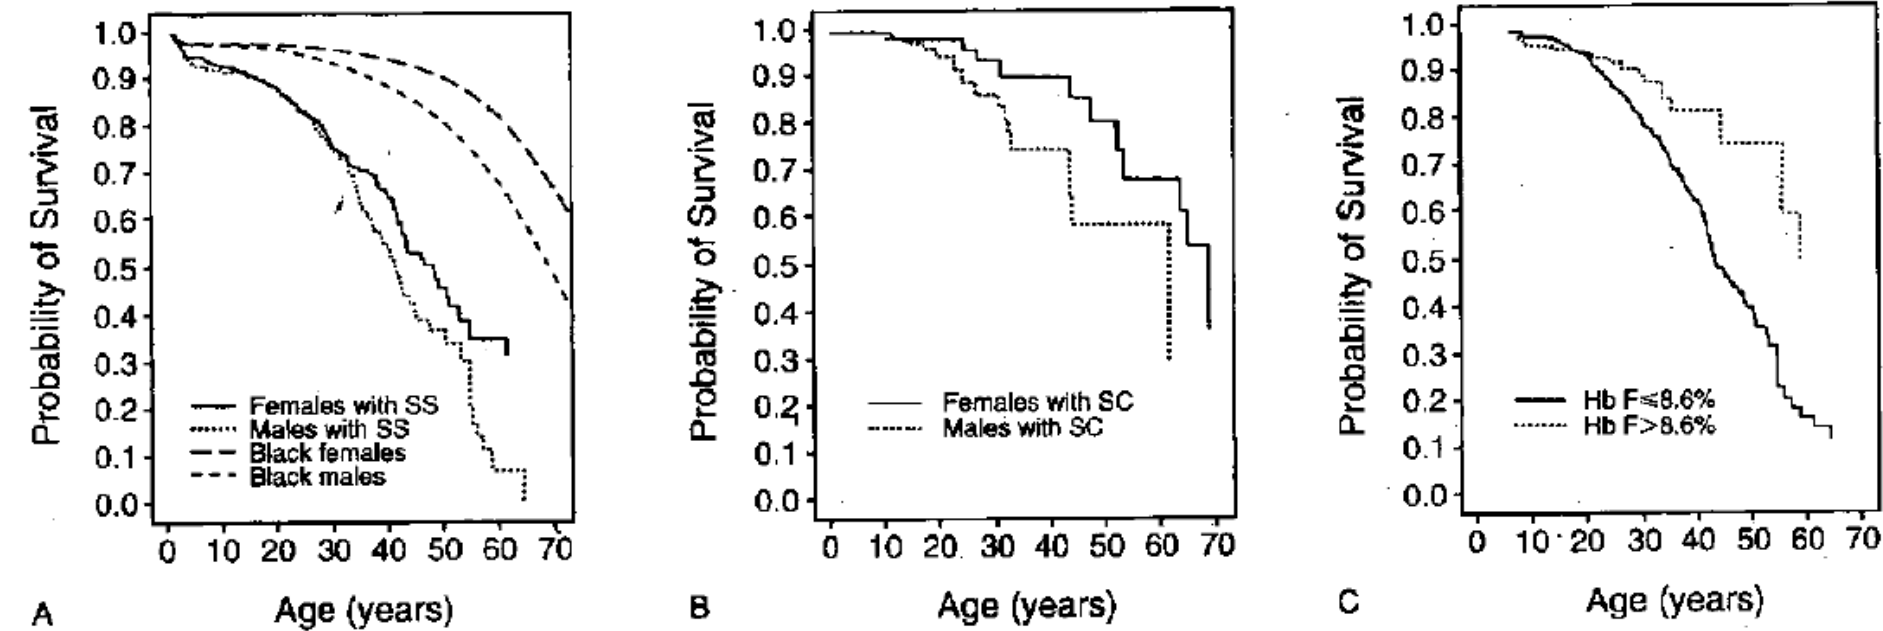 Probability of Survival
1.0
0.9
0.8
0.7
0.6
0.5
0.4
0.3
0.2
0.1
0.0
Females with SS
Males with SS
Black females
Black males
0 10 20 30 40 50 60 70
A Age (years)
Probability of Survival
1.0
0.9
0.8
0.7
0.6
0.5
0.4
0.3
0.2
0.1
0.0
Females with SC
Males with SC
0 10 20 30 40 50 60 70
B Age (years)
Probability of Survival
1.0
0.9
0.8
0.7
0.6
0.5
0.4
0.3
0.2
0.1
0.0
Hb F≤8.6%
Hb F>8.6%
0 10 20 30 40 50 60 70
C Age (years)